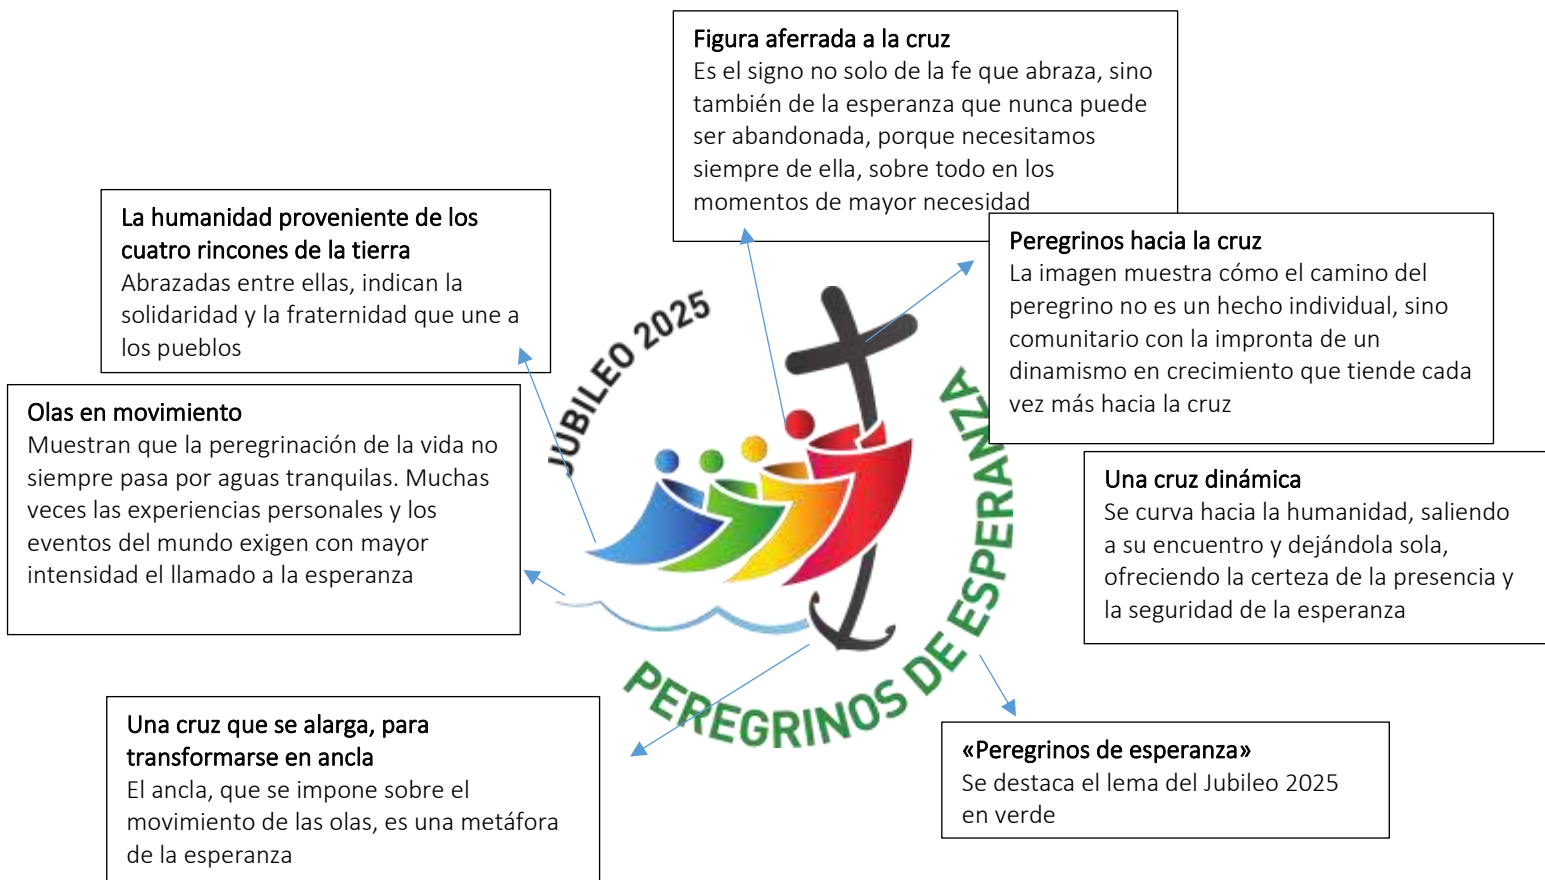 Figura aferrada a la cruz
Es el signo no solo de la fe que abraza, sino
también de la esperanza que nunca puede
ser abandonada, porque necesitamos
siempre de ella, sobre todo en los
momentos de mayor necesidad
La humanidad proveniente de los
cuatro rincones de la tierra
Abrazadas entre ellas, indican la
solidaridad y la fraternidad que une a
los pueblos
Peregrinos hacia la cruz
La imagen muestra cómo el camino del
peregrino no es un hecho individual, sino
comunitario con la impronta de un
dinamismo en crecimiento que tiende cada
vez más hacia la cruz
JUBILEO 2025
PEREGRINOS DE ESPERANZA
Olas en movimiento
Muestran que la peregrinación de la vida no
siempre pasa por aguas tranquilas. Muchas
veces las experiencias personales y los
eventos del mundo exigen con mayor
intensidad el llamado a la esperanza
Una cruz dinámica
Se curva hacia la humanidad, saliendo
a su encuentro y dejándola sola,
ofreciendo la certeza de la presencia y
la seguridad de la esperanza
Una cruz que se alarga, para
transformarse en ancla
El ancla, que se impone sobre el
movimiento de las olas, es una metáfora
de la esperanza
«Peregrinos de esperanza»
Se destaca el lema del Jubileo 2025
en verde